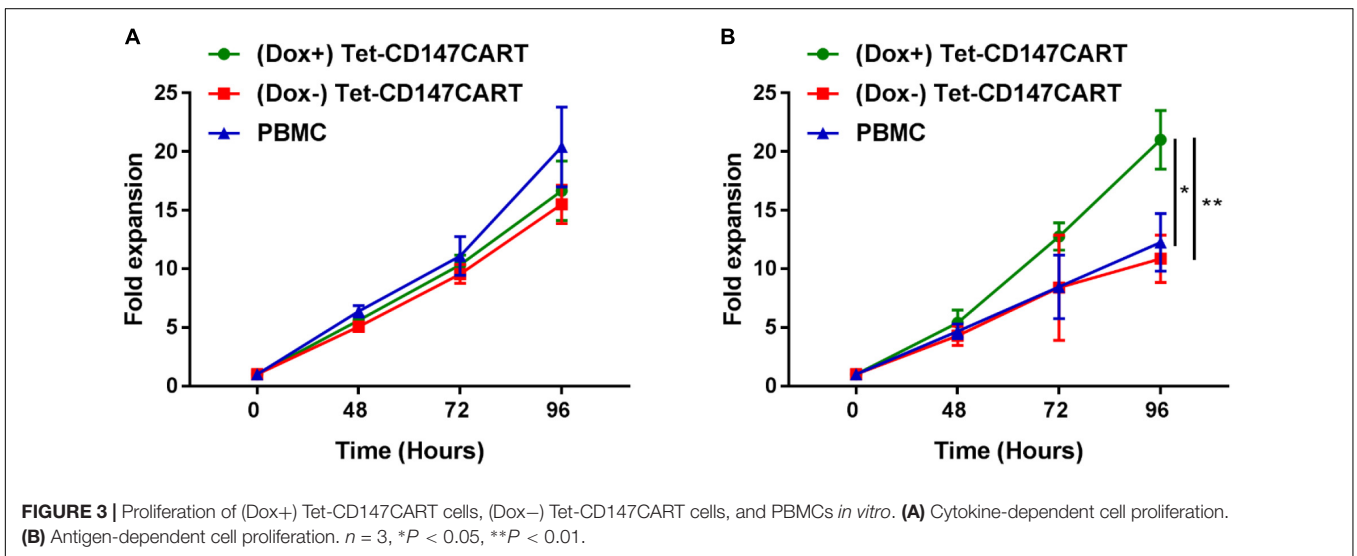 A
(Dox+) Tet-CD147CART
(Dox-) Tet-CD147CART
PBMC
Fold expansion
25
20
15
10
5
0
0 48 72 96
Time (Hours)
B
(Dox+) Tet-CD147CART
(Dox-) Tet-CD147CART
PBMC
Fold expansion
25
20
15
10
5
0
*
**
0 48 72 96
Time (Hours)
FIGURE 3 | Proliferation of (Dox+) Tet-CD147CART cells, (Dox−) Tet-CD147CART cells, and PBMCs in vitro. (A) Cytokine-dependent cell proliferation.
(B) Antigen-dependent cell proliferation. n = 3, *P < 0.05, **P < 0.01.